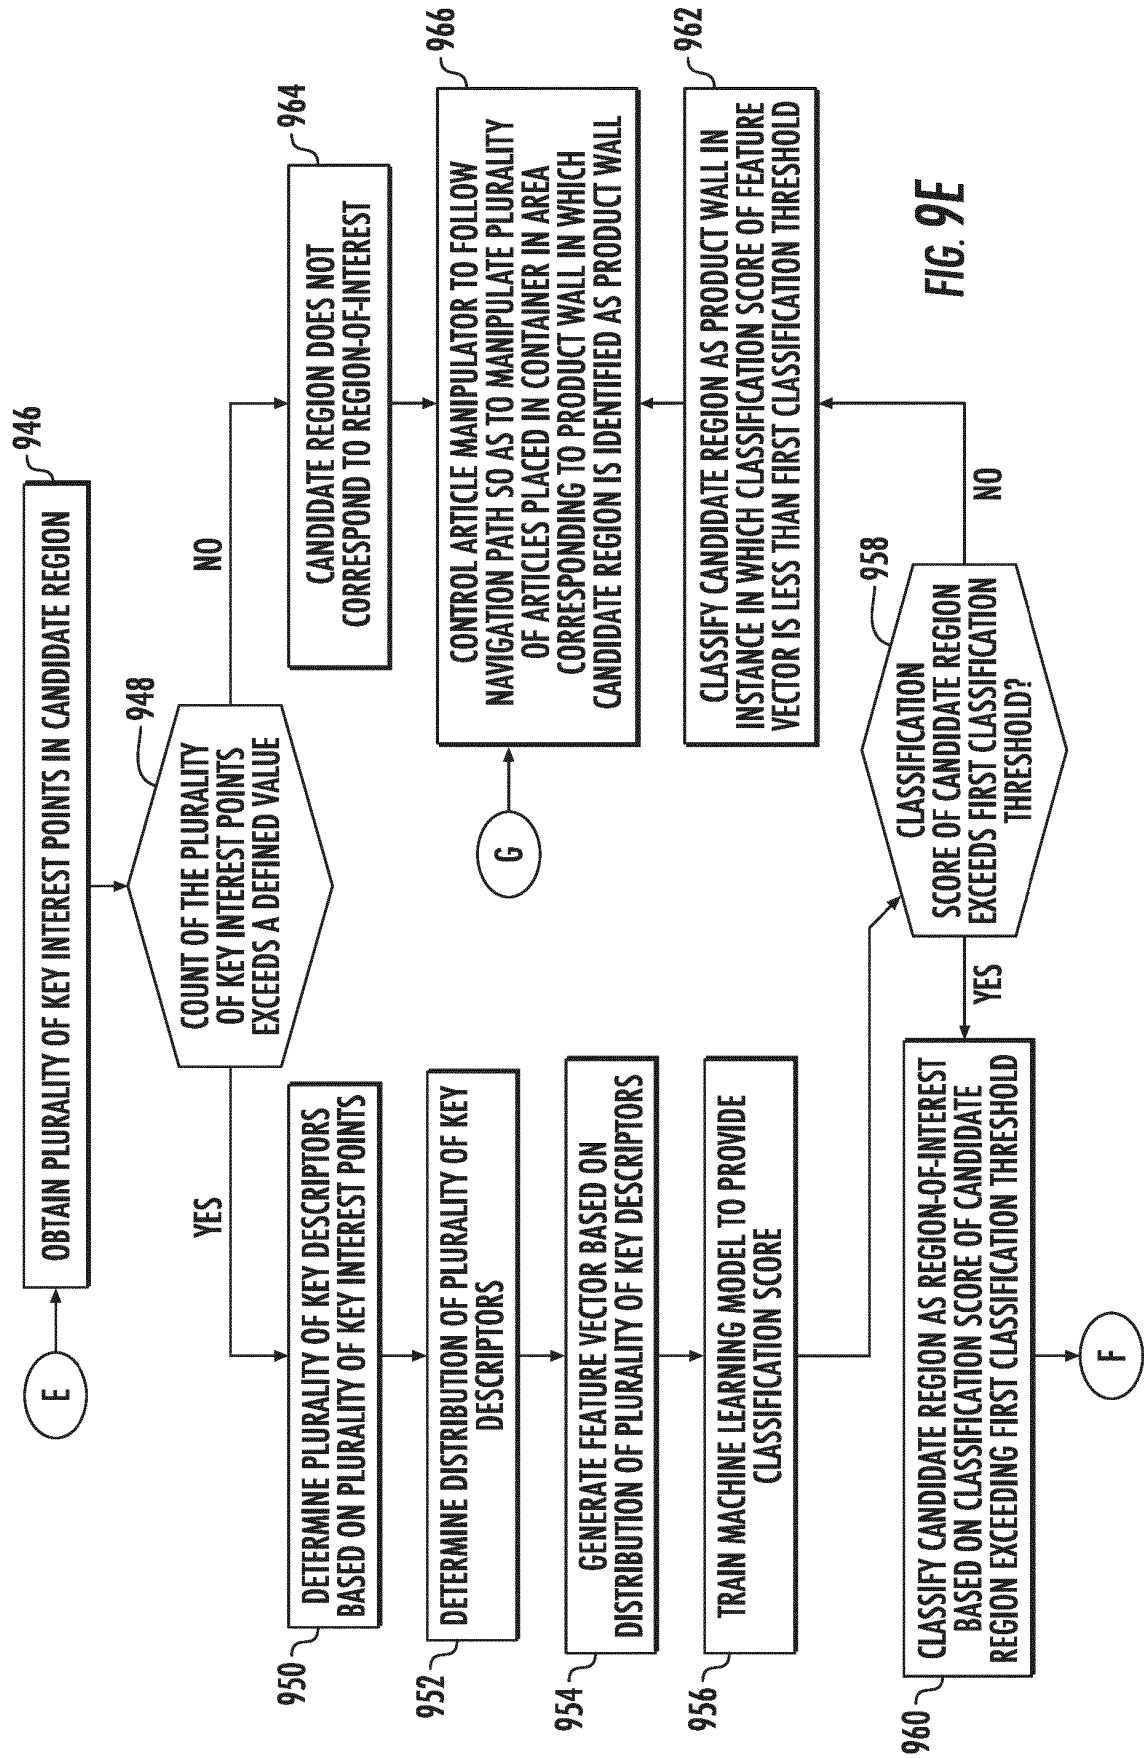 E
OBTAIN PLURALITY OF KEY INTEREST POINTS IN CANDIDATE REGION
946
COUNT OF THE PLURALITY
OF KEY INTEREST POINTS
EXCEEDS A DEFINED VALUE
948
YES
NO
DETERMINE PLURALITY OF KEY DESCRIPTORS
BASED ON PLURALITY OF KEY INTEREST POINTS
950
CANDIDATE REGION DOES NOT
CORRESPOND TO REGION-OF-INTEREST
964
DETERMINE DISTRIBUTION OF PLURALITY OF KEY
DESCRIPTORS
952
G
CONTROL ARTICLE MANIPULATOR TO FOLLOW
NAVIGATION PATH SO AS TO MANIPULATE PLURALITY
OF ARTICLES PLACED IN CONTAINER IN AREA
CORRESPONDING TO PRODUCT WALL IN WHICH
CANDIDATE REGION IS IDENTIFIED AS PRODUCT WALL
966
GENERATE FEATURE VECTOR BASED ON
DISTRIBUTION OF PLURALITY OF KEY DESCRIPTORS
954
TRAIN MACHINE LEARNING MODEL TO PROVIDE
CLASSIFICATION SCORE
956
CLASSIFY CANDIDATE REGION AS PRODUCT WALL IN
INSTANCE IN WHICH CLASSIFICATION SCORE OF FEATURE
VECTOR IS LESS THAN FIRST CLASSIFICATION THRESHOLD
962
CLASSIFICATION
SCORE OF CANDIDATE REGION
EXCEEDS FIRST CLASSIFICATION
THRESHOLD?
958
YES
NO
CLASSIFY CANDIDATE REGION AS REGION-OF-INTEREST
BASED ON CLASSIFICATION SCORE OF CANDIDATE
REGION EXCEEDING FIRST CLASSIFICATION THRESHOLD
960
F
FIG. 9E